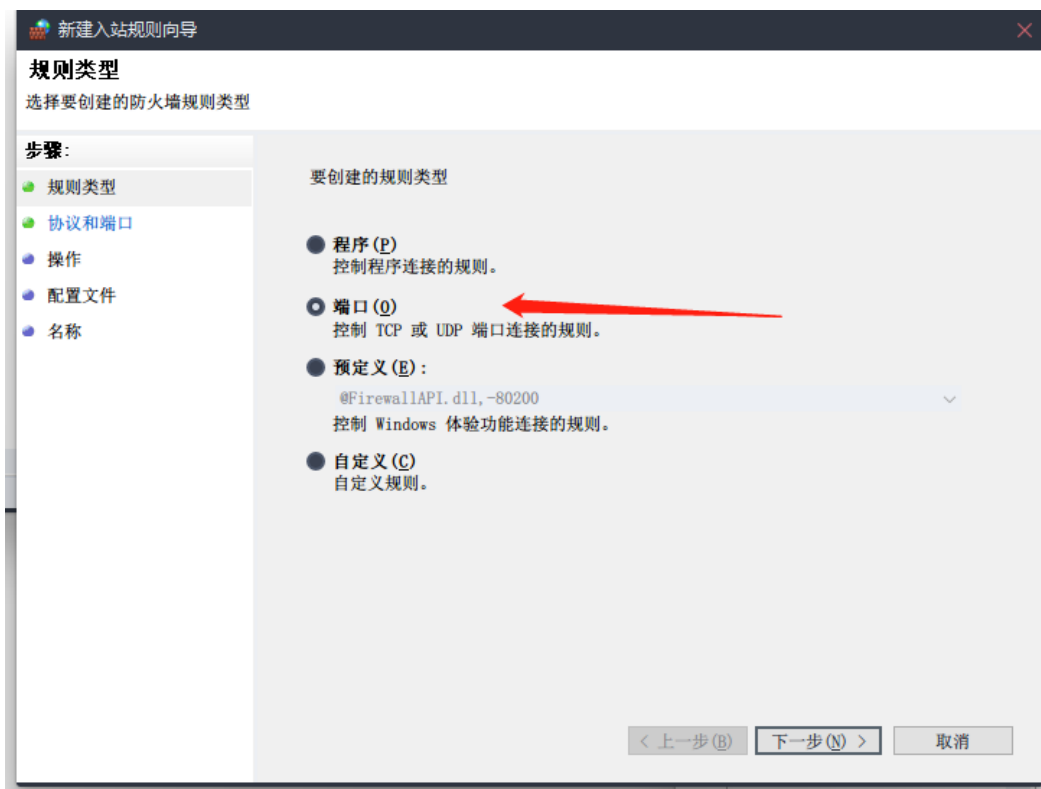 新建入站规则向导
规则类型
选择要创建的防火墙规则类型
步骤:
规则类型
协议和端口
操作
配置文件
名称
要创建的规则类型
程序(P)
控制程序连接的规则。
端口(O)
控制 TCP 或 UDP 端口连接的规则。
预定义(E):
@FirewallAPI.dll,-80200
控制 Windows 体验功能连接的规则。
自定义(C)
自定义规则。
< 上一步(B) 下一步(N) > 取消